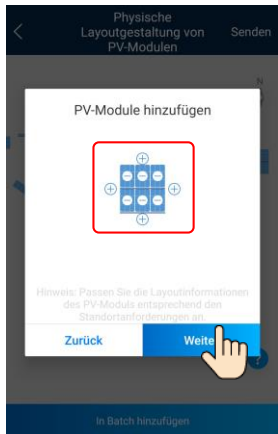 Physische
Layoutgestaltung von
PV-Modulen
Senden
N
PV-Module hinzufügen
Hinweis: Passen Sie die Layoutinformationen
des PV-Moduls entsprechend den
Standortanforderungen an.
Zurück
Weite
In Batch hinzufügen